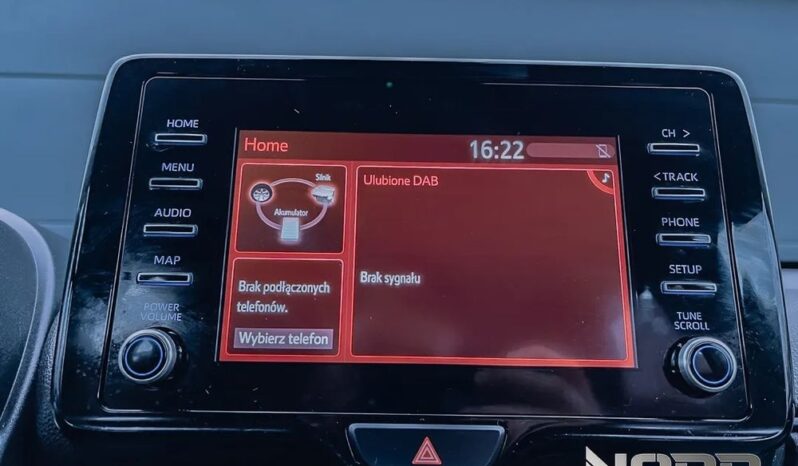 HOME
MENU
AUDIO
MAP
POWER
VOLUME
Home
16:22
Silnik
Akumulator
Brak podłączonych
telefonów.
Wybierz telefon
Ulubione DAB
Brak sygnału
CH >
< TRACK
PHONE
SETUP
TUNE
SCROLL